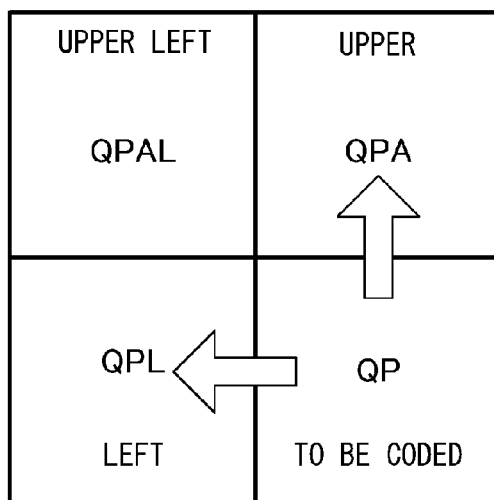 UPPER LEFT
UPPER
QPAL
QPA
QPL
QP
LEFT
TO BE CODED